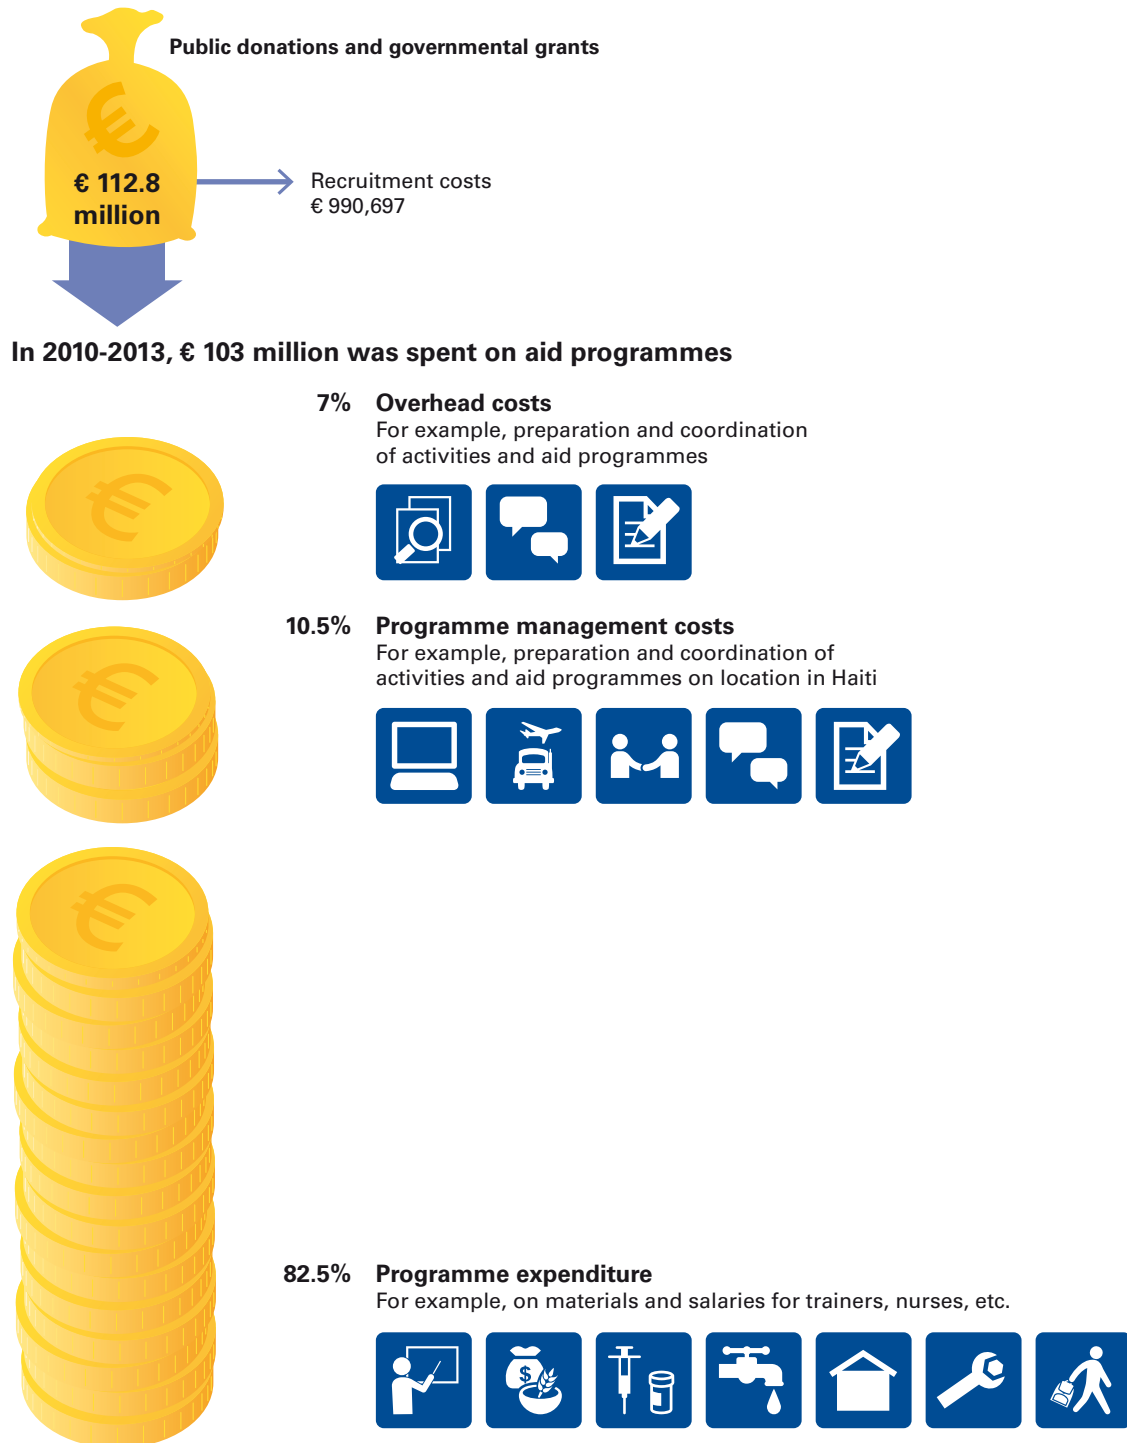 Public donations and governmental grants
€
€ 112.8
million
Recruitment costs
€ 990,697
In 2010-2013, € 103 million was spent on aid programmes
7% Overhead costs
For example, preparation and coordination
of activities and aid programmes
€
10.5% Programme management costs
For example, preparation and coordination of
activities and aid programmes on location in Haiti
€
€
82.5% Programme expenditure
For example, on materials and salaries for trainers, nurses, etc.
$